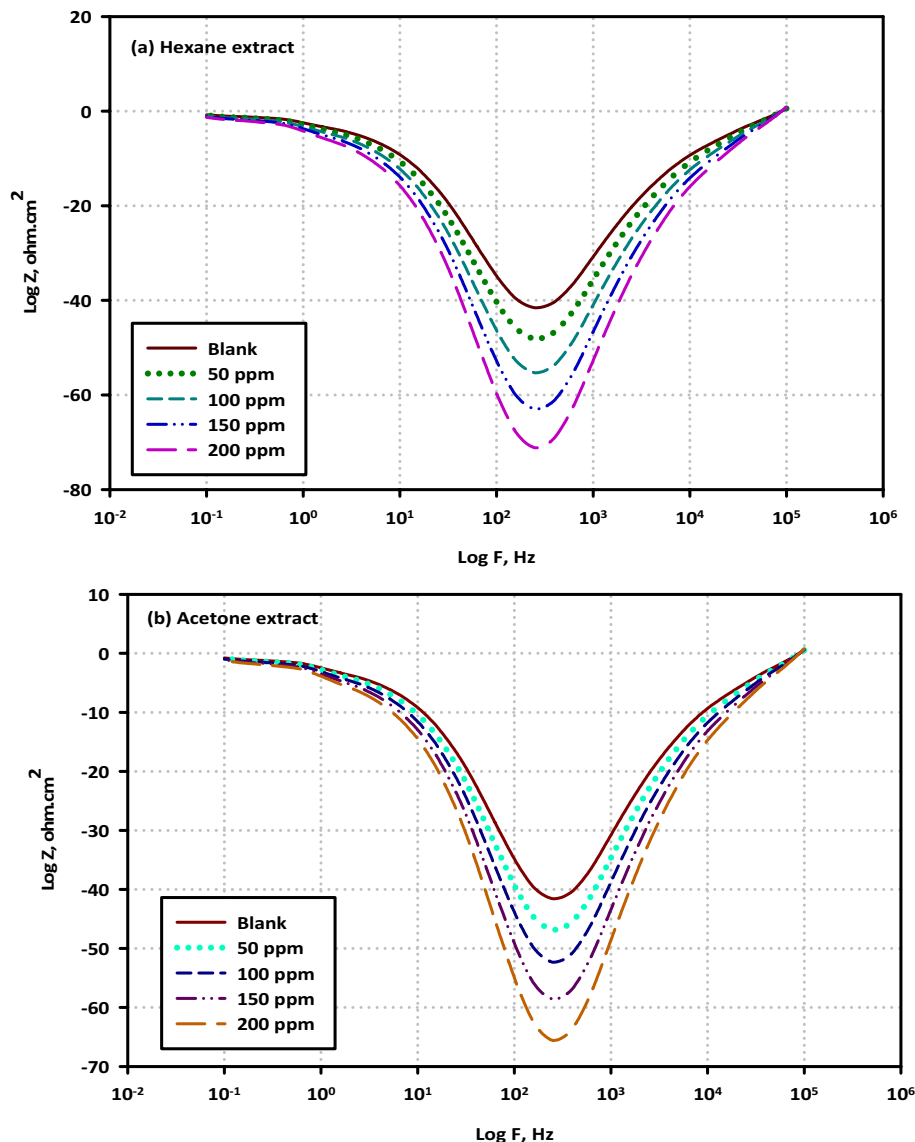 20
(a) Hexane extract
0
-20
-40
-60
-80
Log Z, ohm.cm²
Blank
50 ppm
100 ppm
150 ppm
200 ppm
10⁻² 10⁻¹ 10⁰ 10¹ 10² 10³ 10⁴ 10⁵ 10⁶
Log F, Hz
10
(b) Acetone extract
0
-10
-20
-30
-40
-50
-60
-70
Log Z, ohm.cm²
Blank
50 ppm
100 ppm
150 ppm
200 ppm
10⁻² 10⁻¹ 10⁰ 10¹ 10² 10³ 10⁴ 10⁵ 10⁶
Log F, Hz